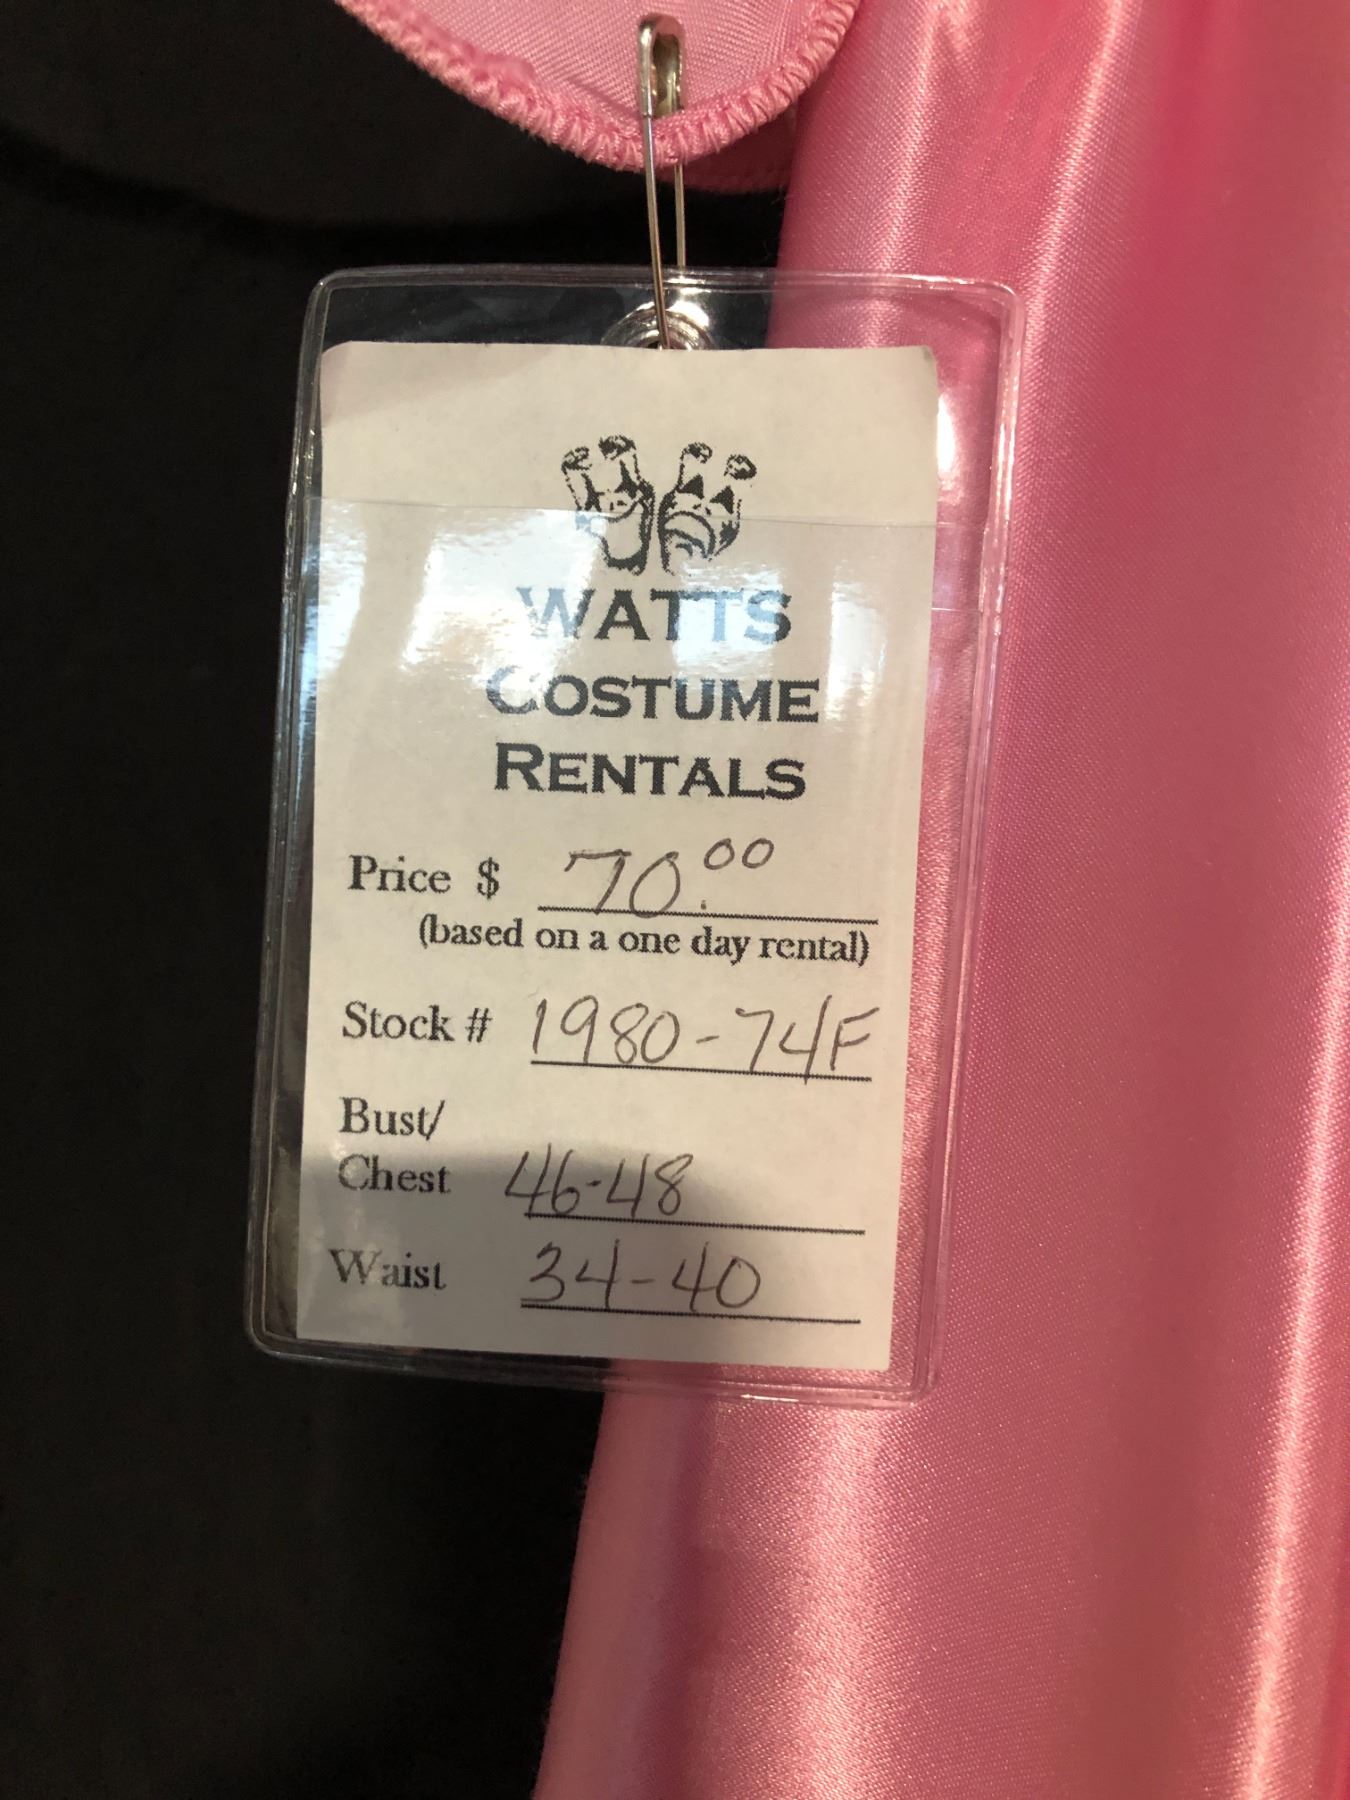 WATTS
COSTUME
RENTALS
Price $ 70.00
(based on a one day rental)
Stock # 1980-74F
Bust/
Chest 46-48
Waist 34-40